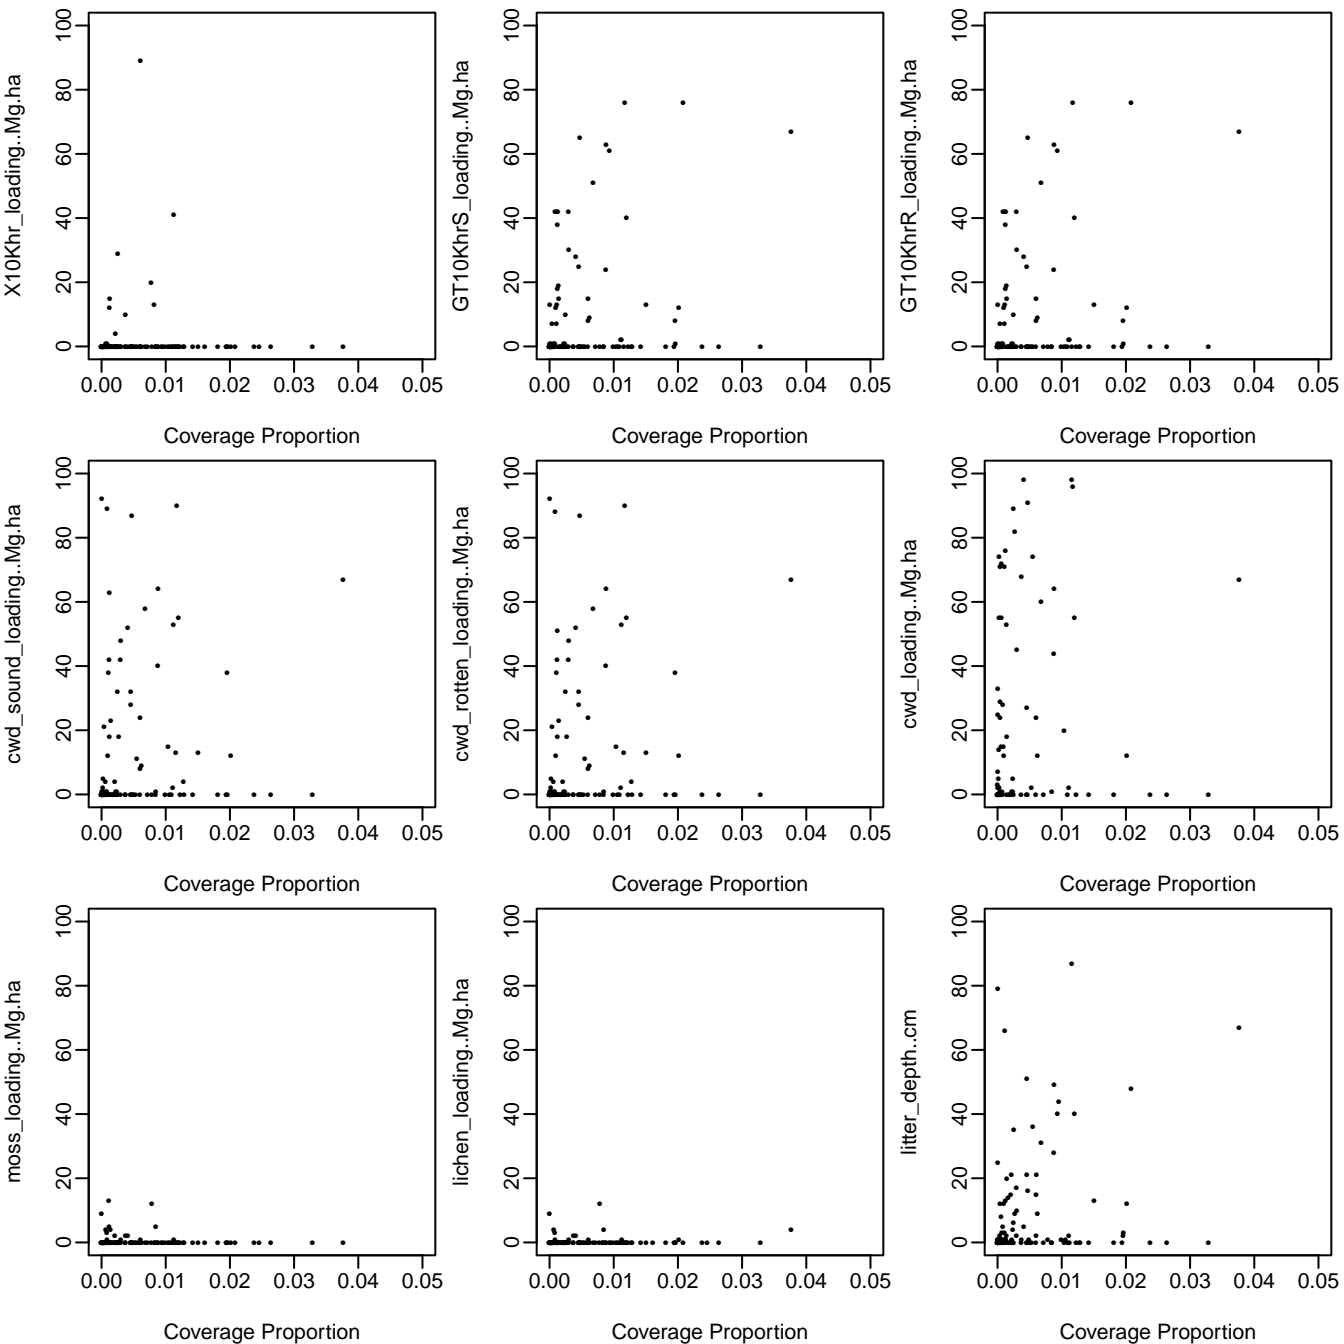 X10Khr_loading..Mg.ha
0 20 40 60 80 100
0.00 0.01 0.02 0.03 0.04 0.05
Coverage Proportion
GT10KhrS_loading..Mg.ha
0 20 40 60 80 100
0.00 0.01 0.02 0.03 0.04 0.05
Coverage Proportion
GT10KhrR_loading..Mg.ha
0 20 40 60 80 100
0.00 0.01 0.02 0.03 0.04 0.05
Coverage Proportion
cwd_sound_loading..Mg.ha
0 20 40 60 80 100
0.00 0.01 0.02 0.03 0.04 0.05
Coverage Proportion
cwd_rotten_loading..Mg.ha
0 20 40 60 80 100
0.00 0.01 0.02 0.03 0.04 0.05
Coverage Proportion
cwd_loading..Mg.ha
0 20 40 60 80 100
0.00 0.01 0.02 0.03 0.04 0.05
Coverage Proportion
moss_loading..Mg.ha
0 20 40 60 80 100
0.00 0.01 0.02 0.03 0.04 0.05
Coverage Proportion
lichen_loading..Mg.ha
0 20 40 60 80 100
0.00 0.01 0.02 0.03 0.04 0.05
Coverage Proportion
litter_depth..cm
0 20 40 60 80 100
0.00 0.01 0.02 0.03 0.04 0.05
Coverage Proportion